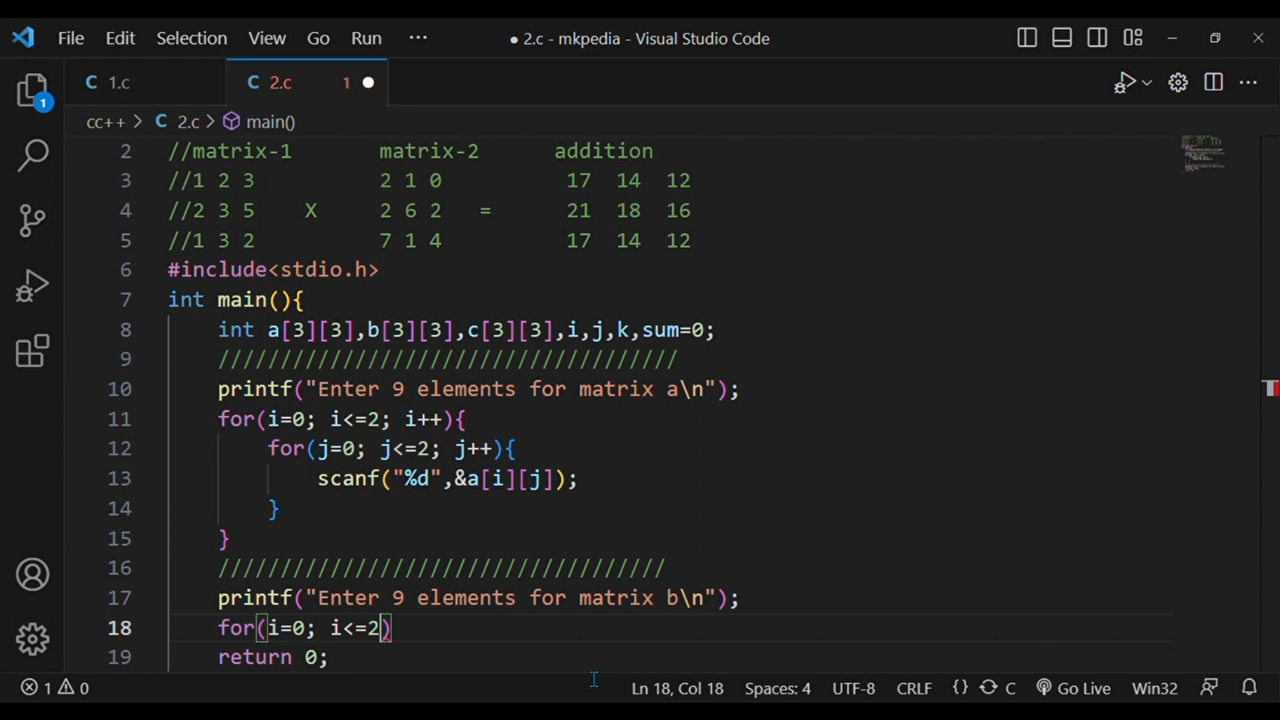 File Edit Selection View Go Run ··· ● 2.c - mkpedia - Visual Studio Code
C 1.c C 2.c 1 ●
cc++ > C 2.c > main()
2 //matrix-1 matrix-2 addition
3 //1 2 3 2 1 0 17 14 12
4 //2 3 5 X 2 6 2 = 21 18 16
5 //1 3 2 7 1 4 17 14 12
6 #include<stdio.h>
7 int main(){
8 int a[3][3],b[3][3],c[3][3],i,j,k,sum=0;
9 /////////////////////////////////////
10 printf("Enter 9 elements for matrix a\n");
11 for(i=0; i<=2; i++){
12 for(j=0; j<=2; j++){
13 scanf("%d",&a[i][j]);
14 }
15 }
16 ////////////////////////////////////
17 printf("Enter 9 elements for matrix b\n");
18 for(i=0; i<=2)
19 return 0;
1
1 0 Ln 18, Col 18 Spaces: 4 UTF-8 CRLF {} C Go Live Win32